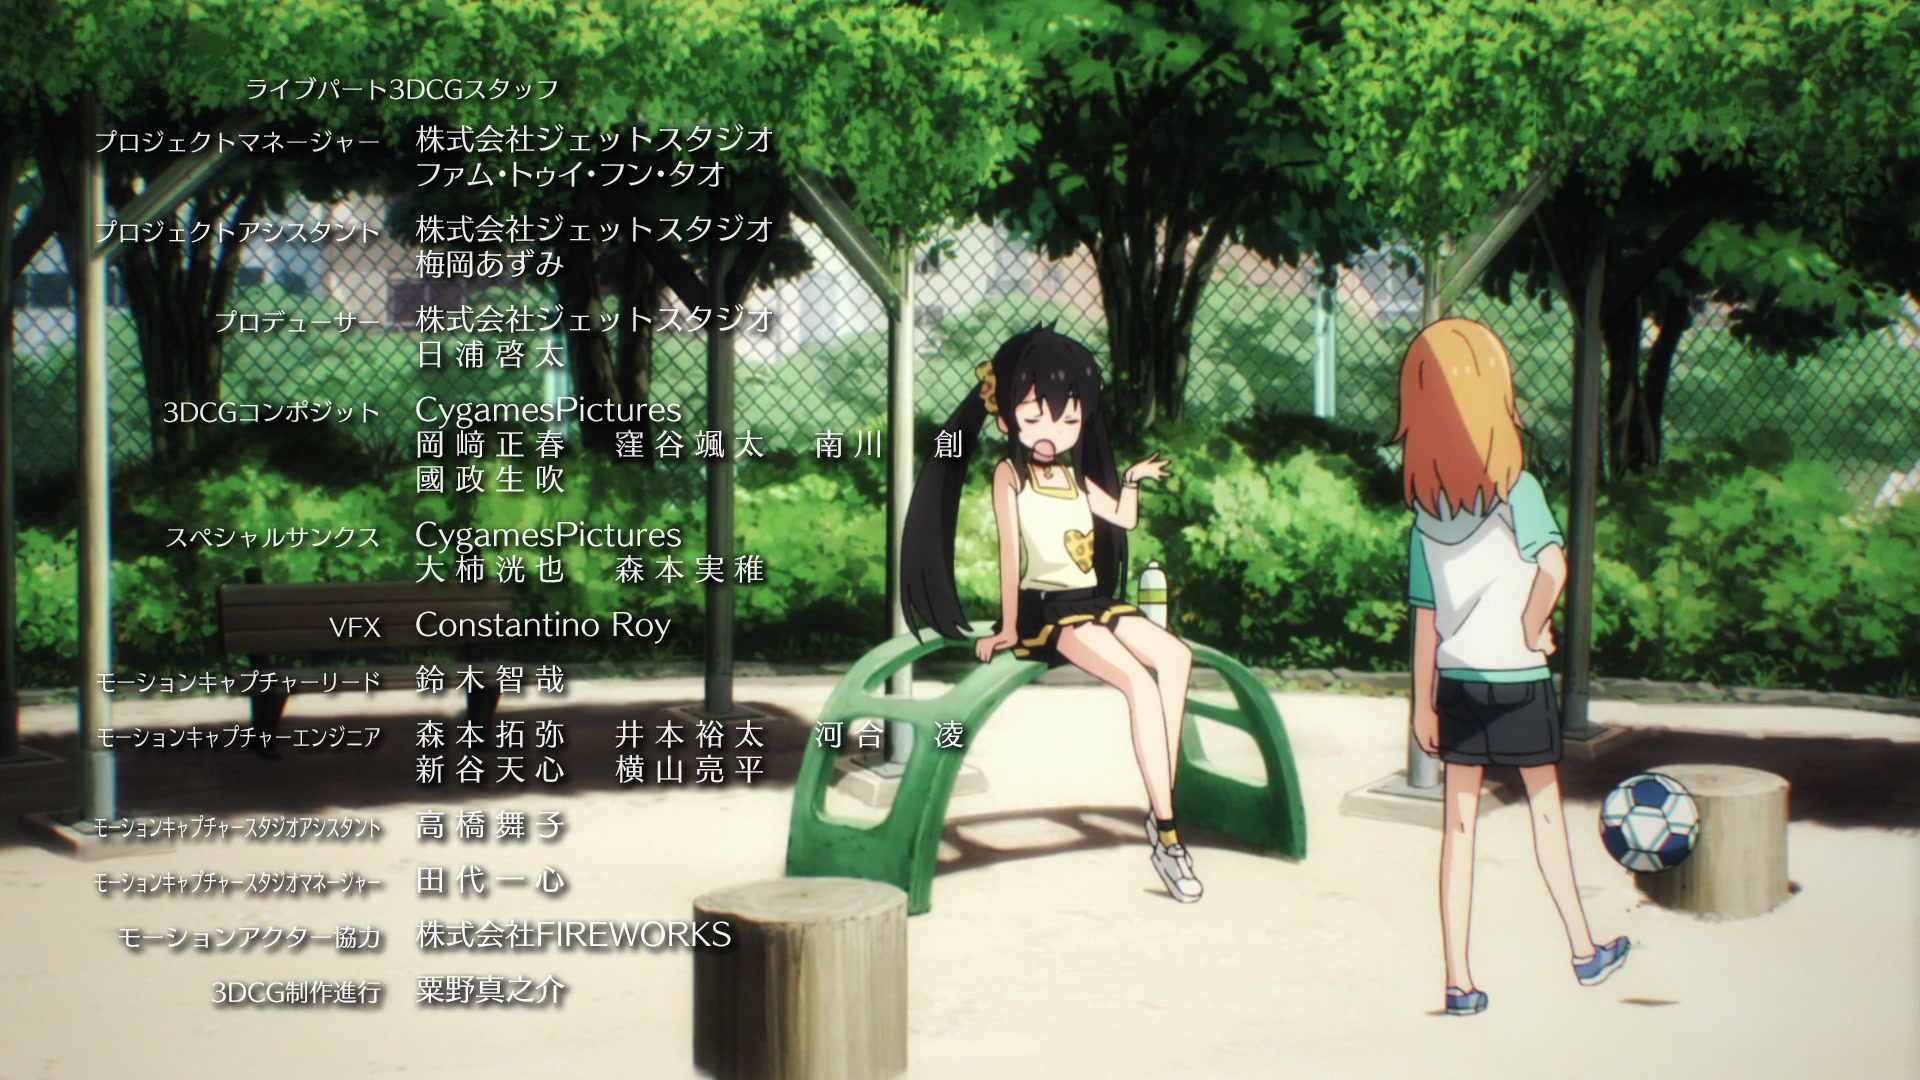 ライブパート3DCGスタッフ
プロジェクトマネージャー 株式会社ジェットスタジオ
ファム・トゥイ・フン・タオ
プロジェクトアシスタント 株式会社ジェットスタジオ
梅岡あずみ
プロデューサー 株式会社ジェットスタジオ
日浦啓太
3DCGコンポジット CygamesPictures
岡﨑正春 窪谷颯太 南川 創
國政生吹
スペシャルサンクス CygamesPictures
大柿洸也 森本実稚
VFX Constantino Roy
モーションキャプチャーリード 鈴木智哉
モーションキャプチャーエンジニア 森本拓弥 井本裕太 河合 凌
新谷天心 横山亮平
モーションキャプチャースタジオアシスタント 高橋舞子
モーションキャプチャースタジオマネージャー 田代一心
モーションアクター協力 株式会社FIREWORKS
3DCG制作進行 粟野真之介